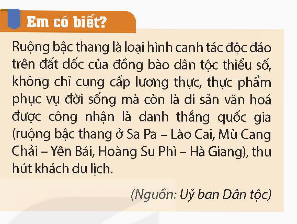 Em có biết?
Ruộng bậc thang là loại hình canh tác độc đáo
trên đất dốc của đồng bào dân tộc thiểu số,
không chỉ cung cấp lương thực, thực phẩm
phục vụ đời sống mà còn là di sản văn hoá
được công nhận là danh thắng quốc gia
(ruộng bậc thang ở Sa Pa – Lào Cai, Mù Cang
Chải – Yên Bái, Hoàng Su Phì – Hà Giang), thu
hút khách du lịch.
(Nguồn: Uỷ ban Dân tộc)